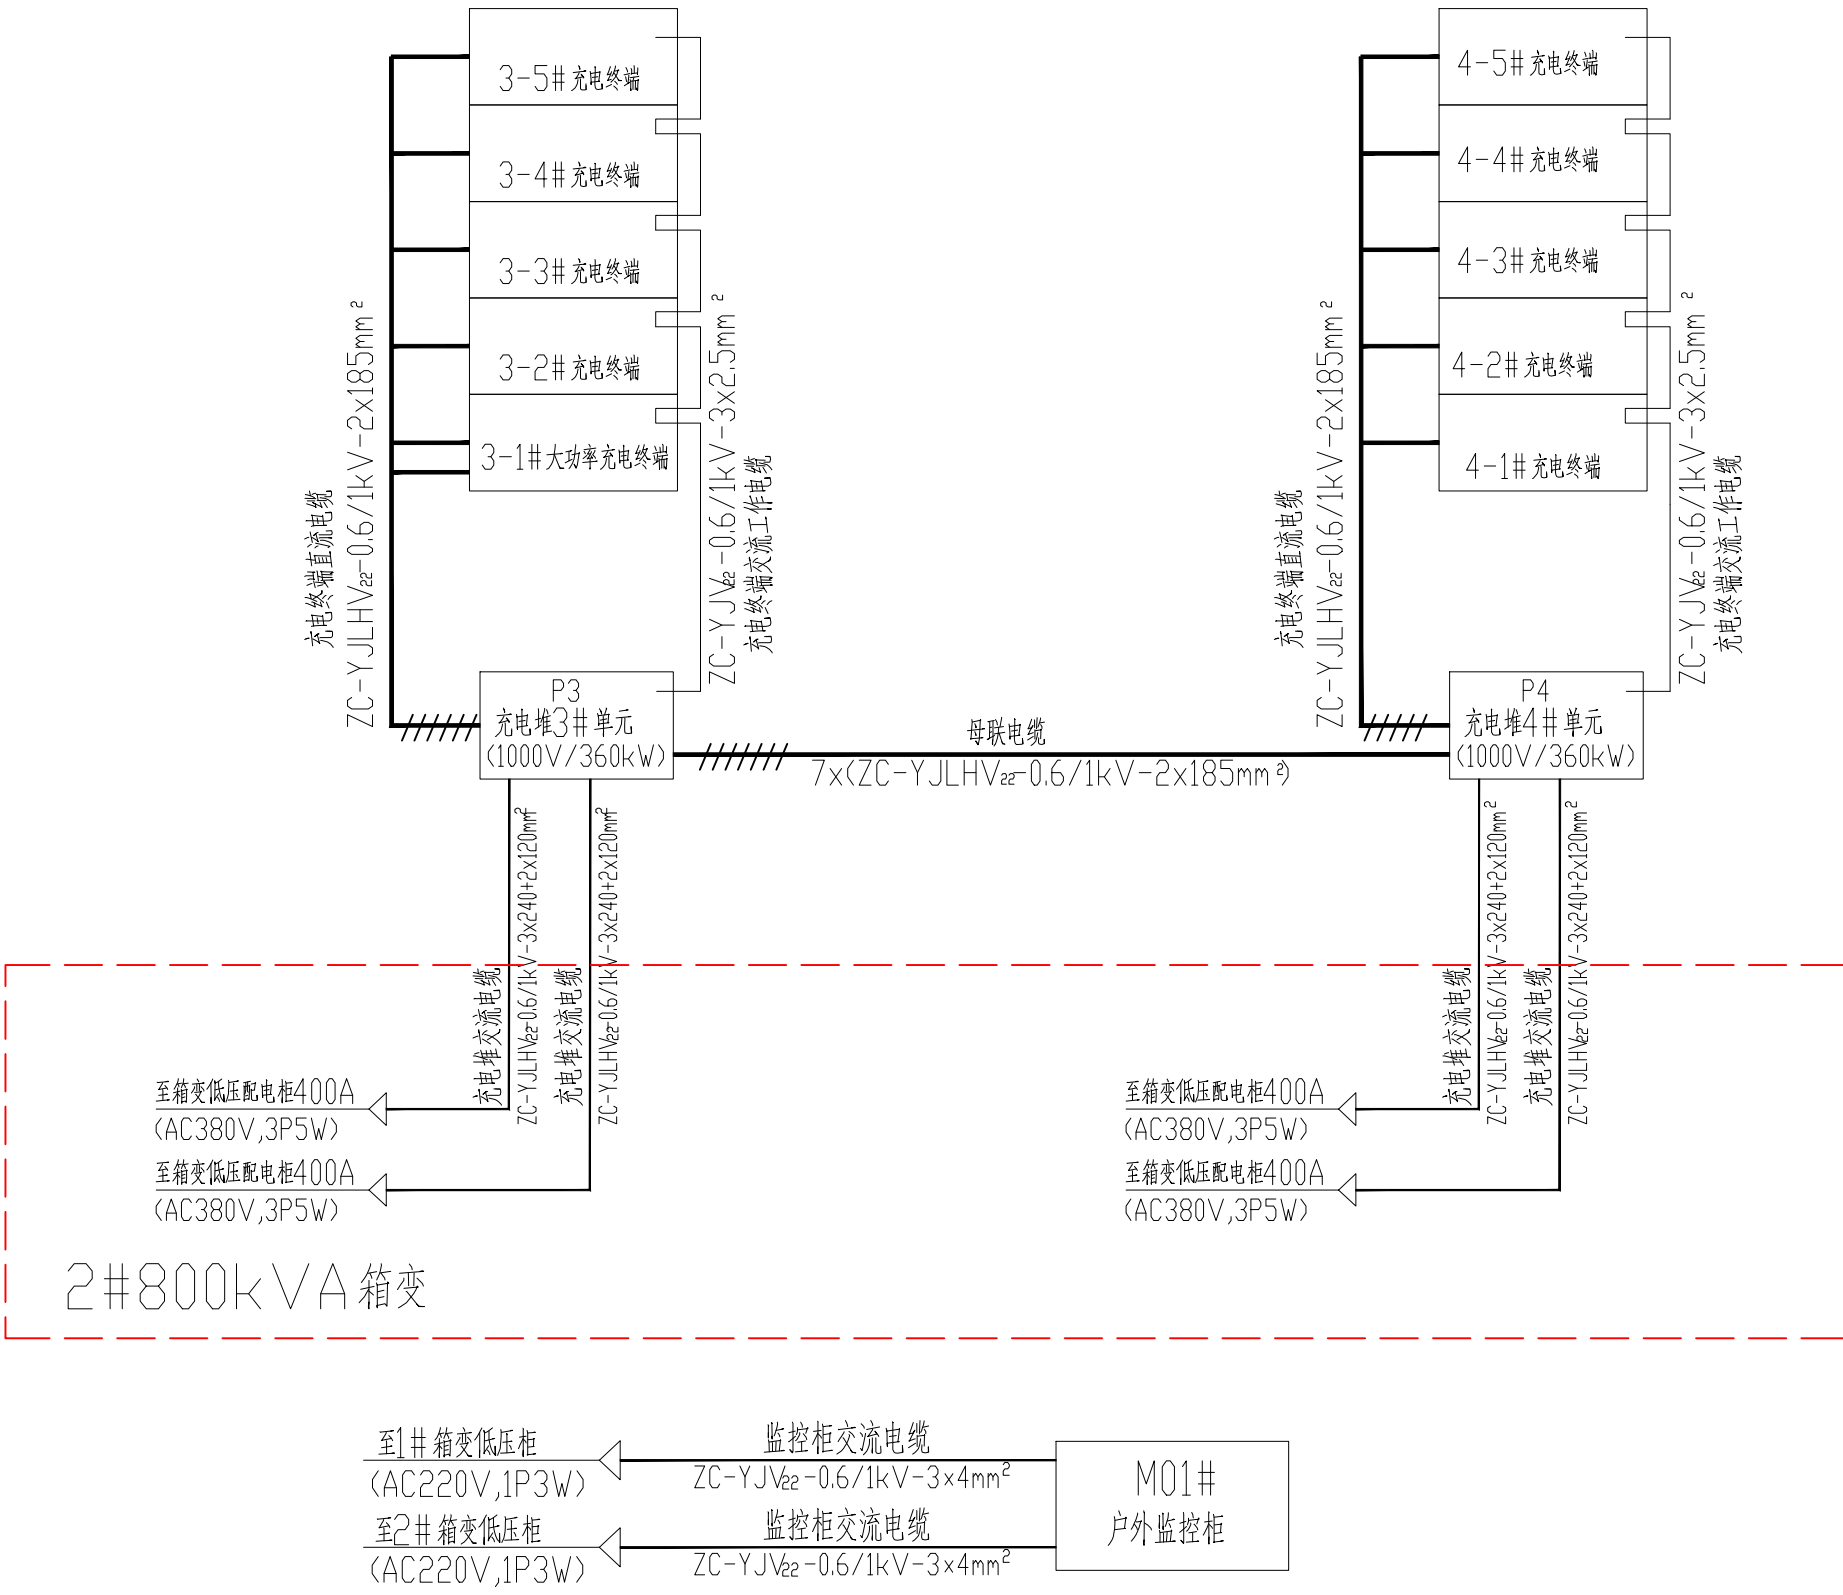 3-5#充电终端
3-4#充电终端
3-3#充电终端
3-2#充电终端
3-1#大功率充电终端
充电终端直流电缆
ZC-YJLHV22-0.6/1kV-2x185mm²
ZC-YJV22-0.6/1kV-3x2.5mm²
充电终端交流工作电缆
4-5#充电终端
4-4#充电终端
4-3#充电终端
4-2#充电终端
4-1#充电终端
充电终端直流电缆
ZC-YJLHV22-0.6/1kV-2x185mm²
ZC-YJV22-0.6/1kV-3x2.5mm²
充电终端交流工作电缆
P3
充电堆3#单元
(1000V/360kW)
母联电缆
7x(ZC-YJLHV22-0.6/1kV-2x185mm²)
P4
充电堆4#单元
(1000V/360kW)
充电堆交流电缆
ZC-YJLHV22-0.6/1kV-3x240+2x120mm²
充电堆交流电缆
ZC-YJLHV22-0.6/1kV-3x240+2x120mm²
充电堆交流电缆
ZC-YJLHV22-0.6/1kV-3x240+2x120mm²
充电堆交流电缆
ZC-YJLHV22-0.6/1kV-3x240+2x120mm²
至箱变低压配电柜400A
(AC380V,3P5W)
至箱变低压配电柜400A
(AC380V,3P5W)
至箱变低压配电柜400A
(AC380V,3P5W)
至箱变低压配电柜400A
(AC380V,3P5W)
2#800kVA箱变
至1#箱变低压柜
(AC220V,1P3W)
监控柜交流电缆
ZC-YJV22-0.6/1kV-3x4mm²
至2#箱变低压柜
(AC220V,1P3W)
监控柜交流电缆
ZC-YJV22-0.6/1kV-3x4mm²
M01#
户外监控柜